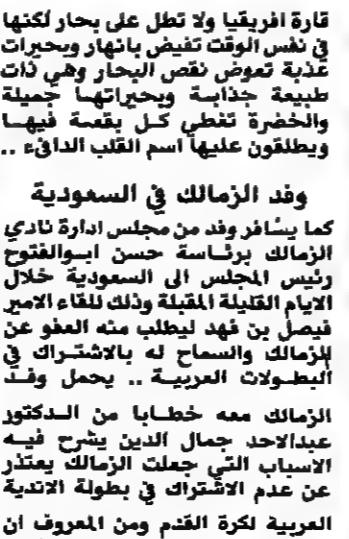 قارة افريقيا ولا تطل على بحار لكنها
في نفس الوقت تفيض بانهار وبحيرات
عذبة تعوض نقص البحار وهي ذات
طبيعة جذابة وبحيراتها جميلة
والخضرة تغطي كل بقعة فيها
ويطلقون عليها اسم القلب الدافىء ..
وفد الزمالك في السعودية
كما يسافر وفد من مجلس ادارة نادي
الزمالك برئاسة حسن ابوالفتوح
رئيس المجلس الى السعودية خلال
الايام القليلة المقبلة وذلك للقاء الامير
فيصل بن فهد ليطلب منه العفو عن
الزمالك والسماح له بالاشتراك في
البطولات العربية .. يحمل وفد
الزمالك معه خطابا من الدكتور
عبدالاحد جمال الدين يشرح فيه
الاسباب التي جعلت الزمالك يعتذر
عن عدم الاشتراك في بطولة الاندية
العربية لكرة القدم ومن المعروف ان